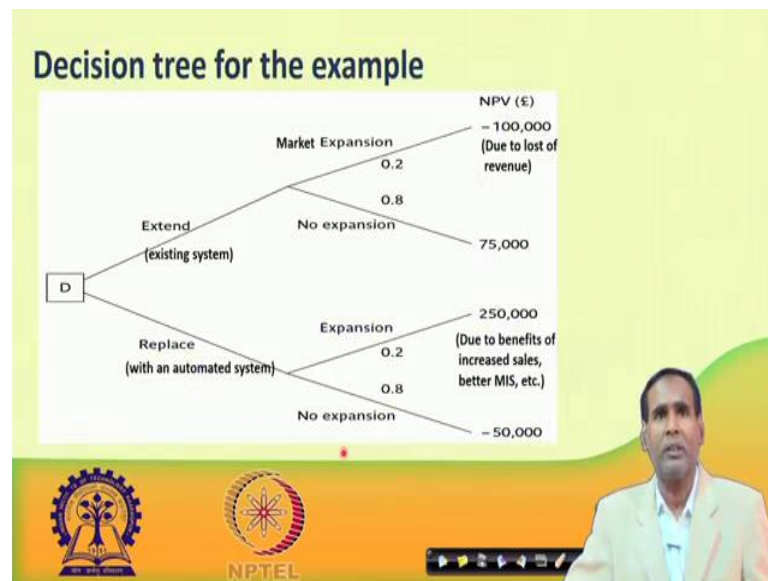 Decision tree for the example
NPV (£)
Market Expansion
-100,000
(Due to lost of
revenue)
0.2
0.8
No expansion
75,000
Extend
(existing system)
D
Replace
(with an automated system)
Expansion
250,000
(Due to benefits of
increased sales,
better MIS, etc.)
0.2
0.8
No expansion
-50,000
NPTEL